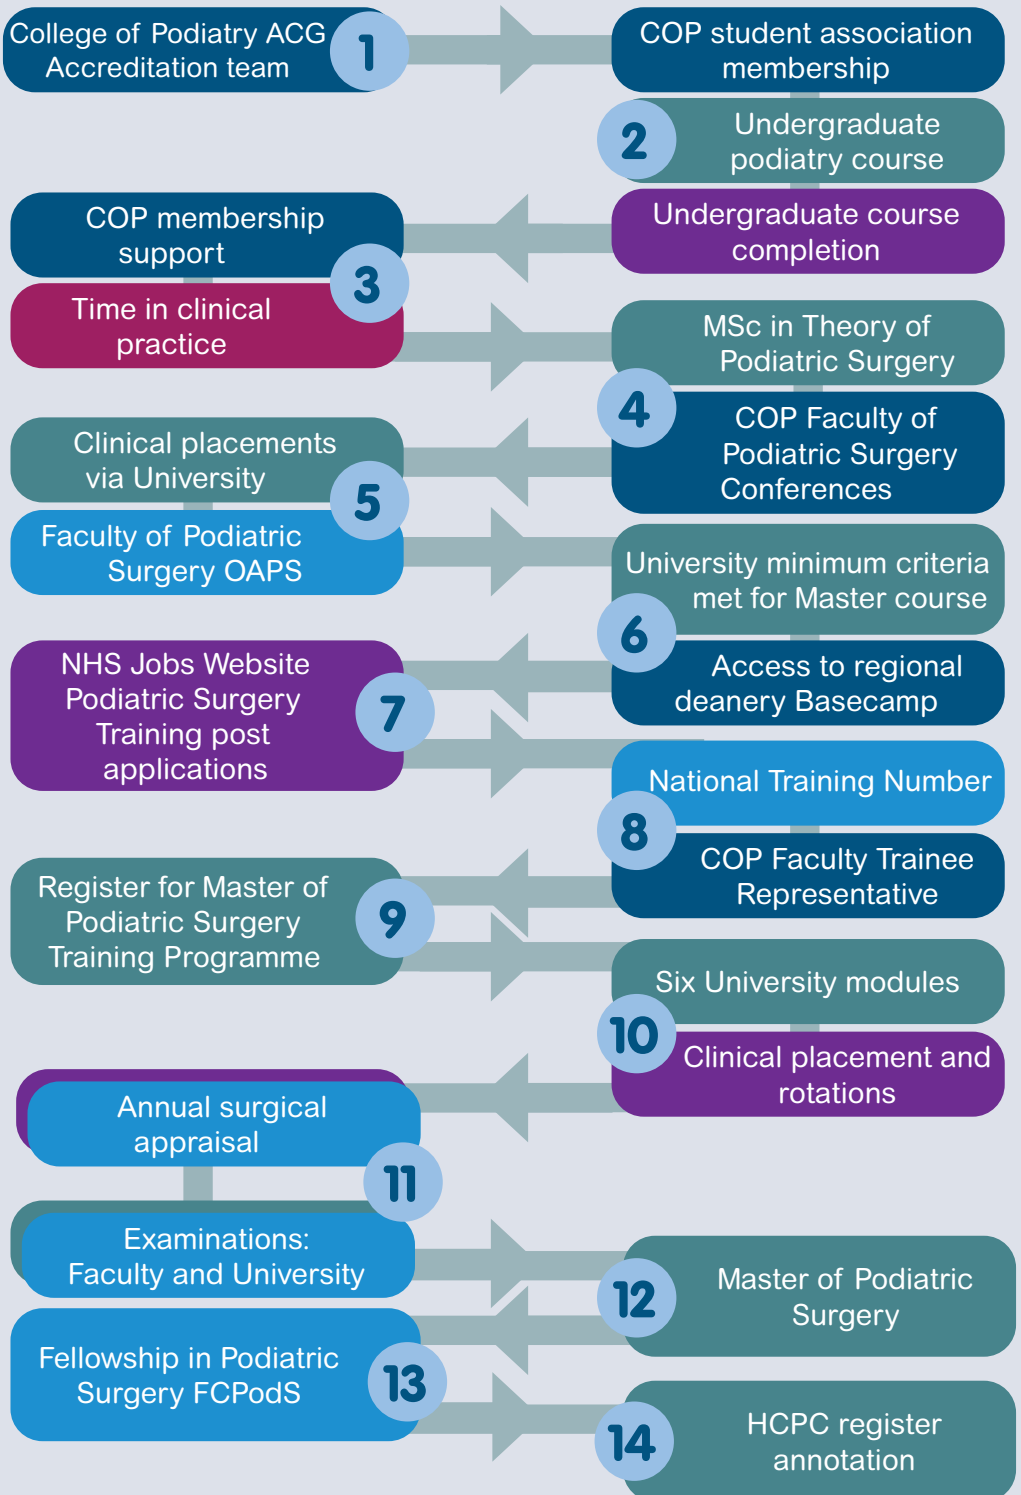 College of Podiatry ACG
Accreditation team
1
COP student association
membership
2
Undergraduate
podiatry course
Undergraduate course
completion
COP membership
support
3
Time in clinical
practice
MSc in Theory of
Podiatric Surgery
4
COP Faculty of
Podiatric Surgery
Conferences
Clinical placements
via University
5
Faculty of Podiatric
Surgery OAPS
University minimum criteria
met for Master course
6
Access to regional
deanery Basecamp
NHS Jobs Website
Podiatric Surgery
Training post
applications
7
National Training Number
8
COP Faculty Trainee
Representative
Register for Master of
Podiatric Surgery
Training Programme
9
Six University modules
10
Clinical placement and
rotations
Annual surgical
appraisal
11
Examinations:
Faculty and University
12
Master of Podiatric
Surgery
Fellowship in Podiatric
Surgery FCPodS
13
14
HCPC register
annotation